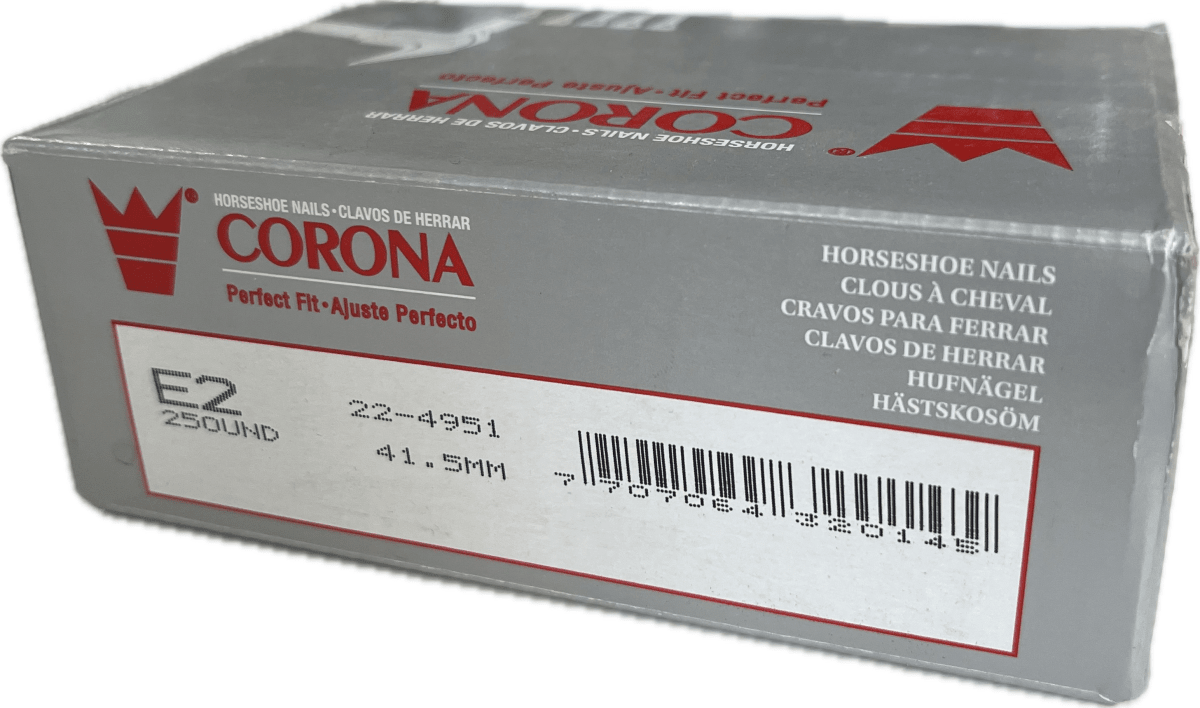 Perfect Fit • Ajuste Perfecto
CORONA
HORSESHOE NAILS • CLAVOS DE HERRAR
HORSESHOE NAILS • CLAVOS DE HERRAR
CORONA
Perfect Fit • Ajuste Perfecto
HORSESHOE NAILS
CLOUS À CHEVAL
CRAVOS PARA FERRAR
CLAVOS DE HERRAR
HUFNÄGEL
HÄSTSKOSÖM
E2
250UND
22-4951
41.5MM
7 707064 320145